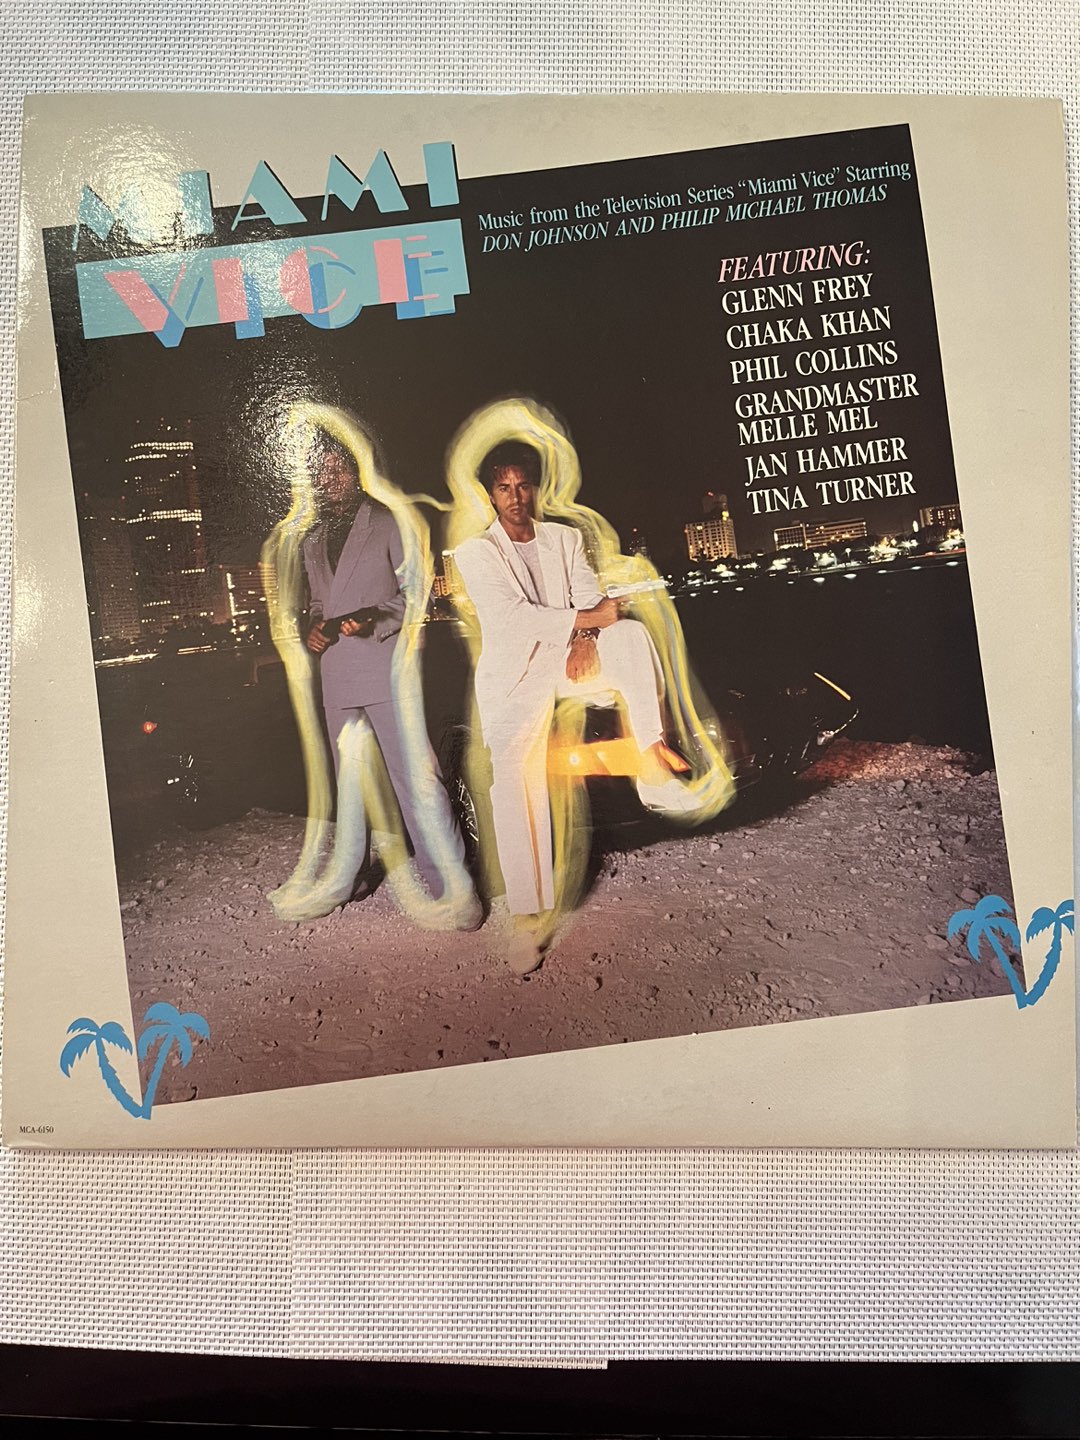 MIAMI
VICE
Music from the Television Series "Miami Vice" Starring
DON JOHNSON AND PHILIP MICHAEL THOMAS
FEATURING:
GLENN FREY
CHAKA KHAN
PHIL COLLINS
GRANDMASTER
MELLE MEL
JAN HAMMER
TINA TURNER
MCA-6150